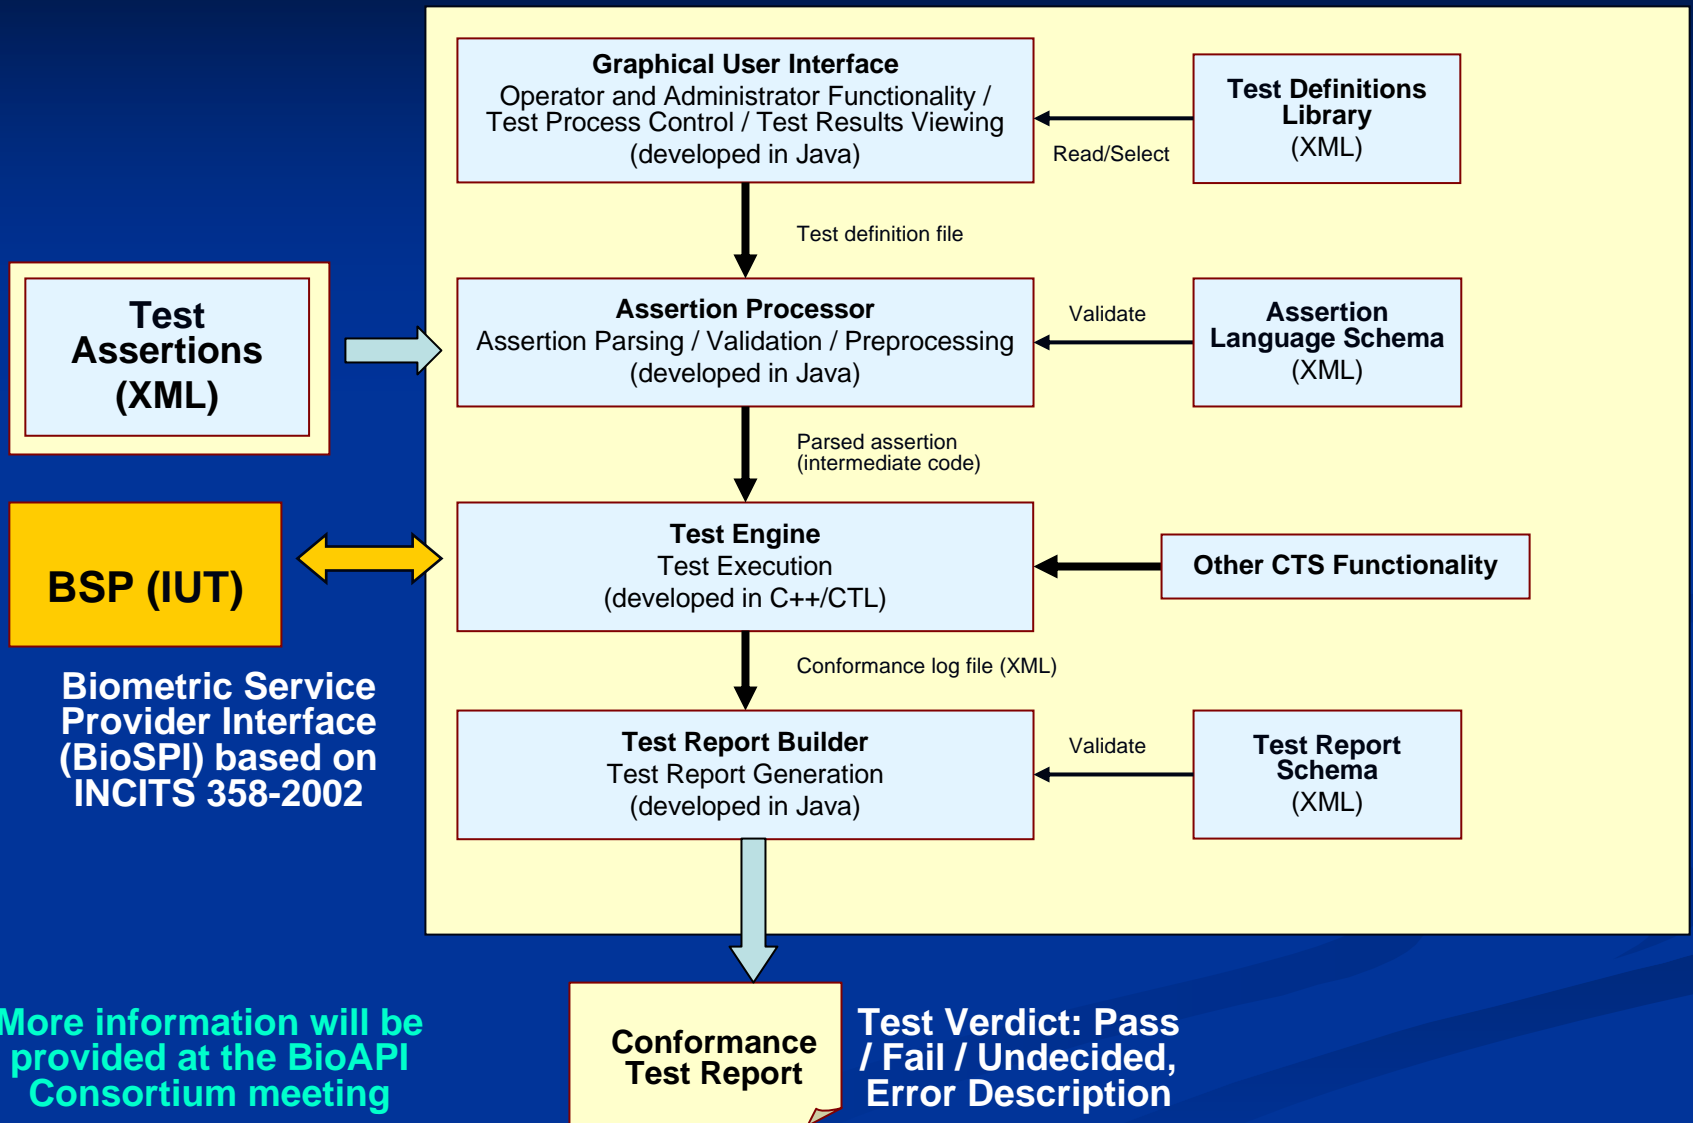 Graphical User Interface
Operator and Administrator Functionality /
Test Process Control / Test Results Viewing
(developed in Java)
Test Definitions
Library
(XML)
Read/Select
Test definition file
Test
Assertions
(XML)
Assertion Processor
Assertion Parsing / Validation / Preprocessing
(developed in Java)
Validate
Assertion
Language Schema
(XML)
Parsed assertion
(intermediate code)
BSP (IUT)
Test Engine
Test Execution
(developed in C++/CTL)
Other CTS Functionality
Conformance log file (XML)
Biometric Service
Provider Interface
(BioSPI) based on
INCITS 358-2002
Test Report Builder
Test Report Generation
(developed in Java)
Validate
Test Report
Schema
(XML)
More information will be
provided at the BioAPI
Consortium meeting
Conformance
Test Report
Test Verdict: Pass
/ Fail / Undecided,
Error Description